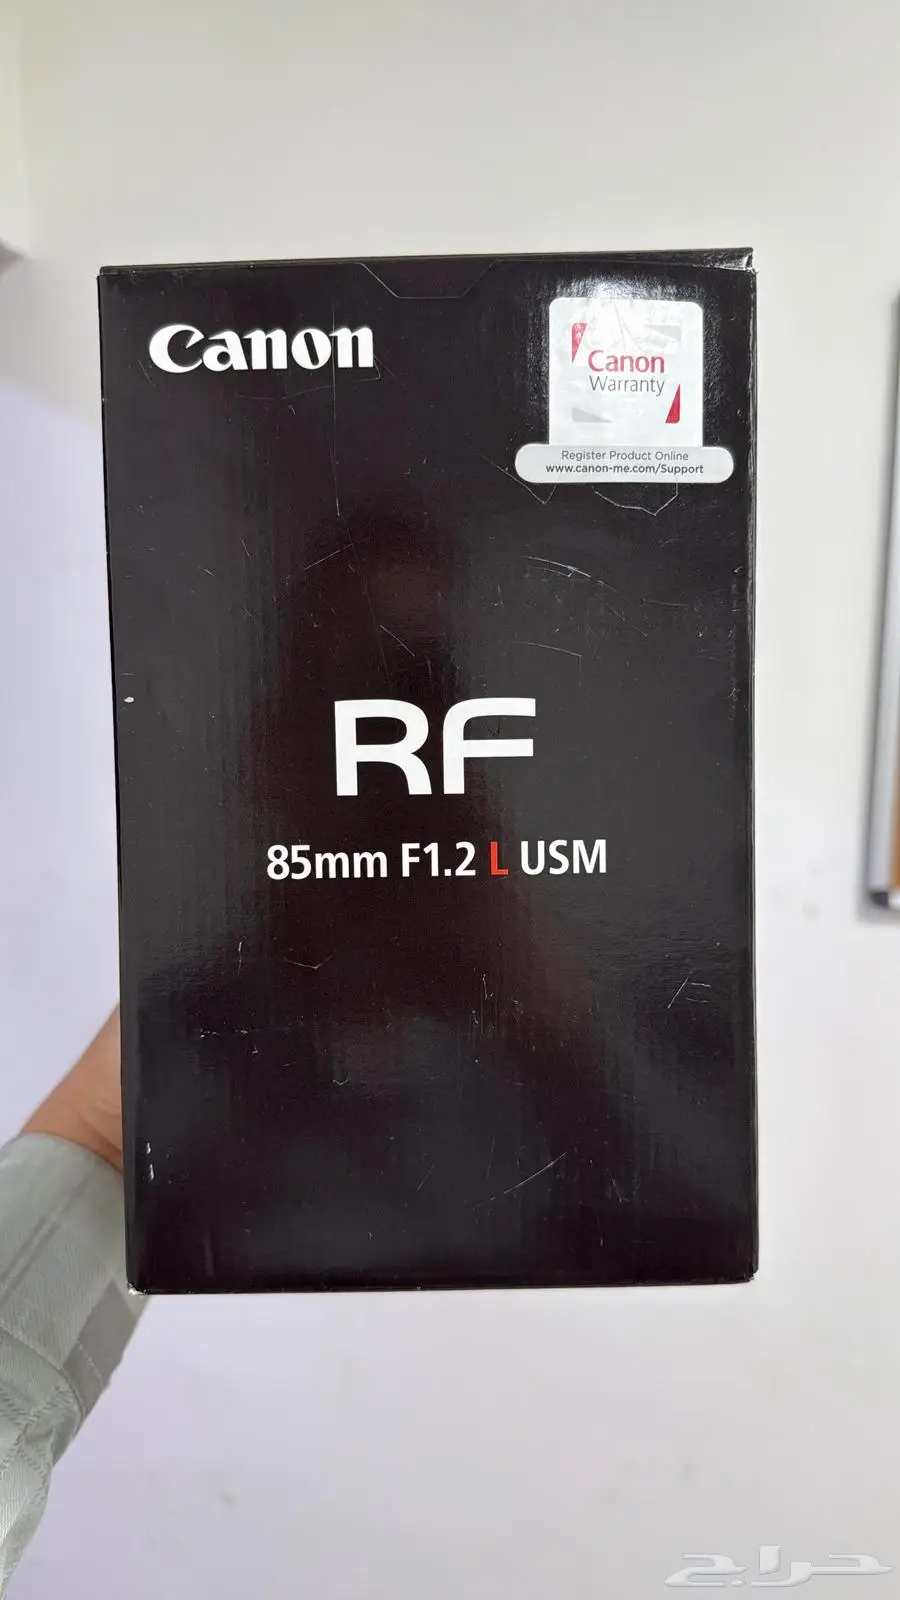 Canon
Canon
Warranty
Register Product Online
www.canon-me.com/Support
RF
85mm F1.2 L USM
حراج